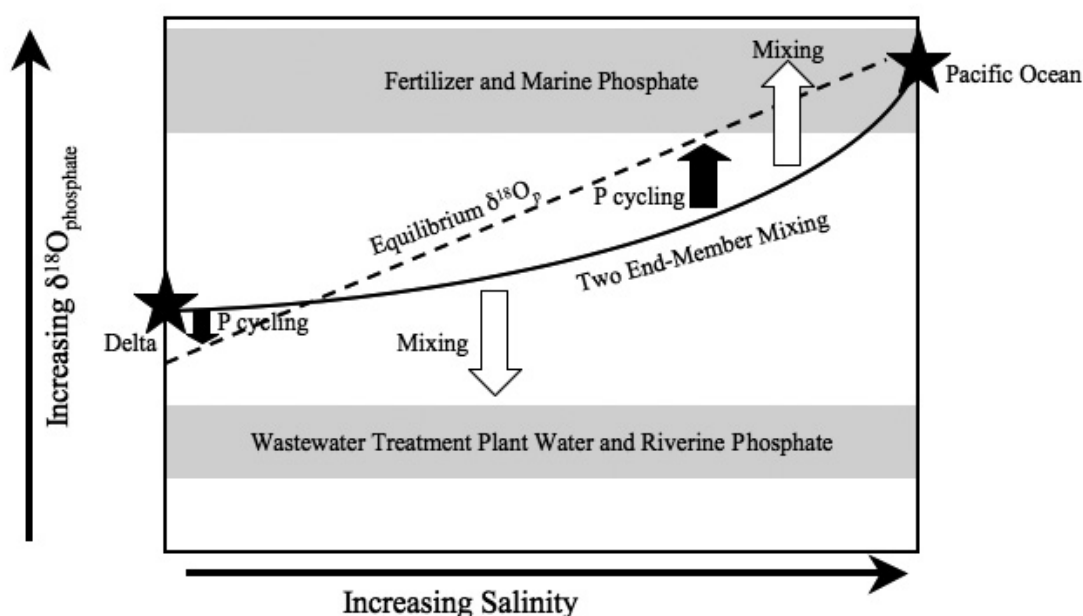 Mixing
Fertilizer and Marine Phosphate
Pacific Ocean
P cycling
Equilibrium δ¹⁸Oₚ
Two End-Member Mixing
Delta
P cycling
Mixing
Wastewater Treatment Plant Water and Riverine Phosphate
Increasing δ¹⁸Ophosphate
Increasing Salinity